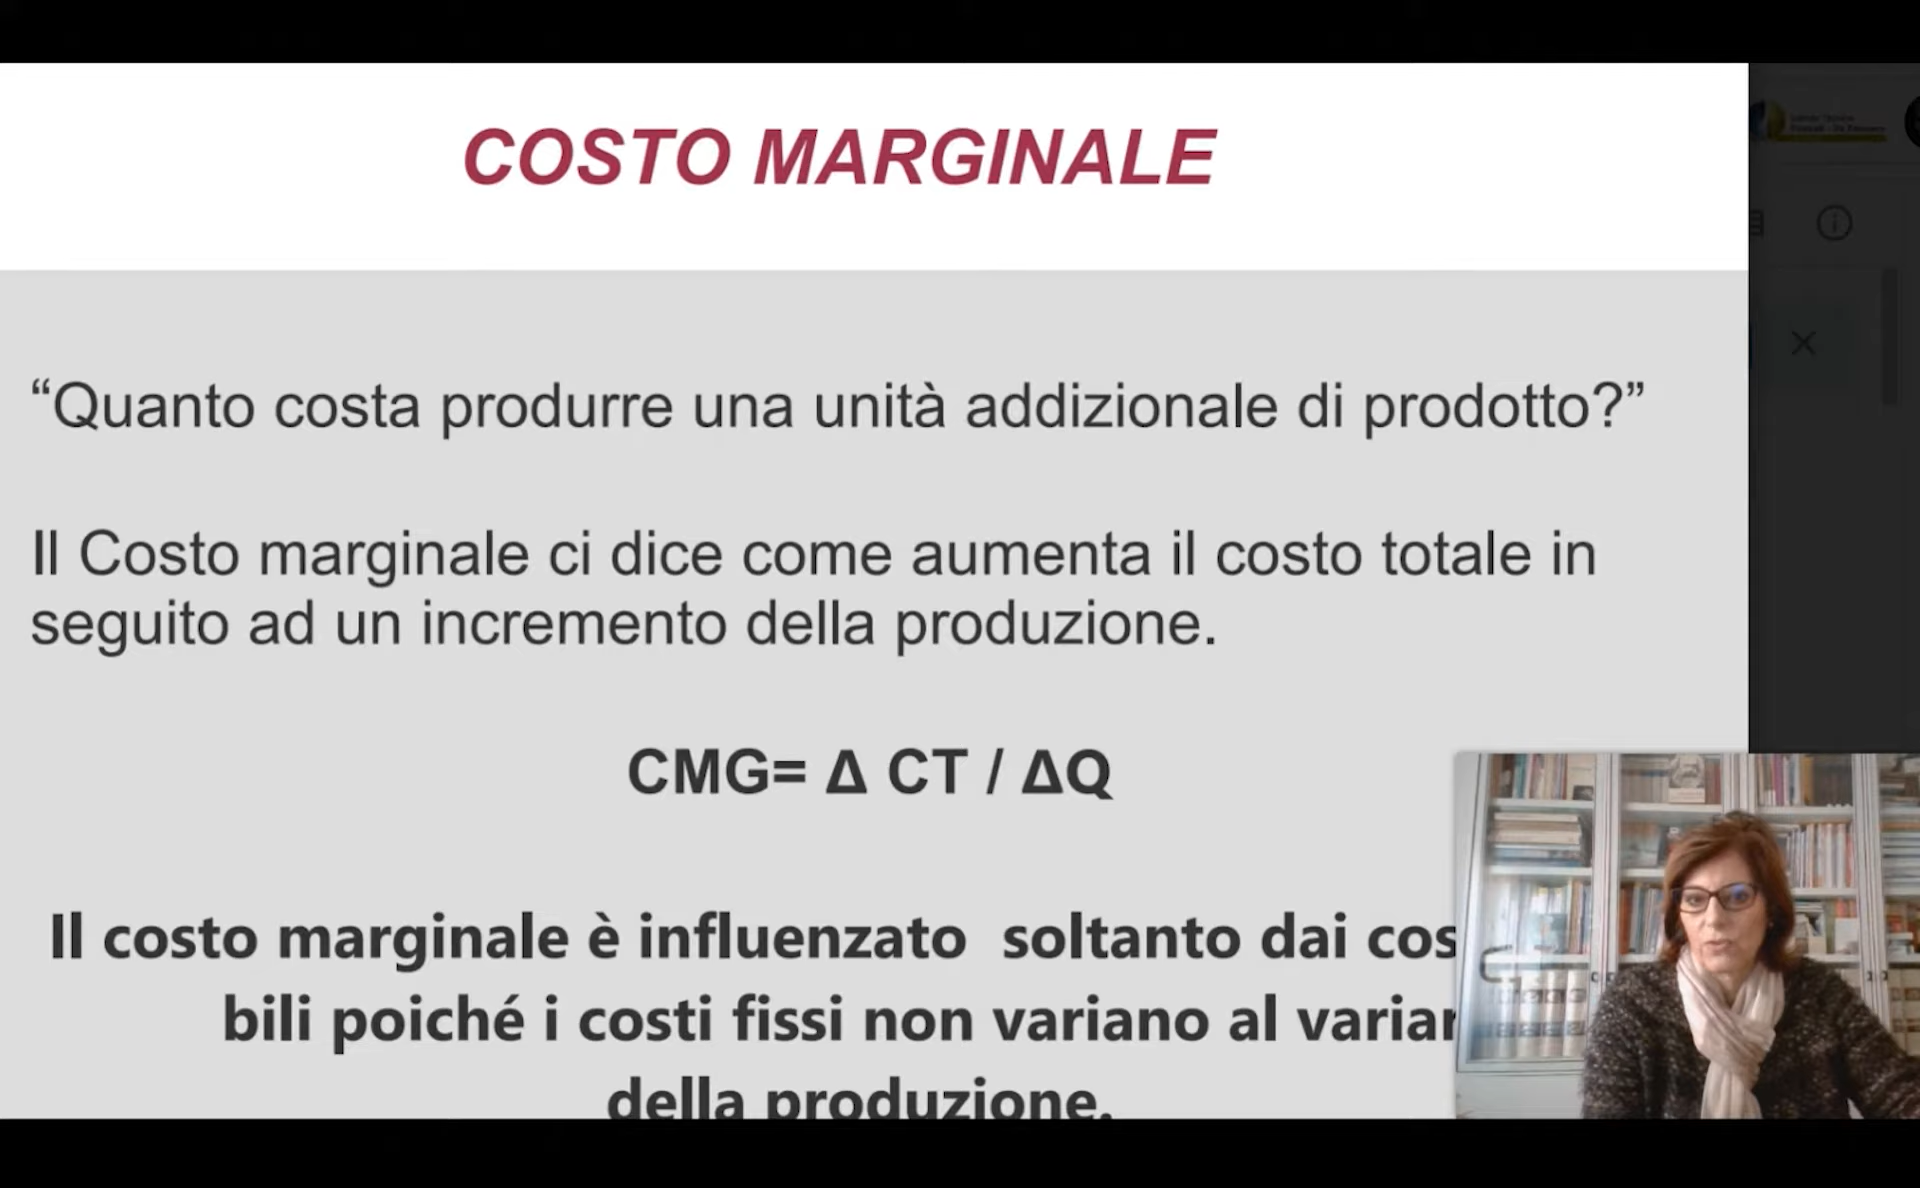 COSTO MARGINALE
“Quanto costa produrre una unità addizionale di prodotto?”
Il Costo marginale ci dice come aumenta il costo totale in
seguito ad un incremento della produzione.
CMG= Δ CT / ΔQ
Il costo marginale è influenzato soltanto dai cos
bili poiché i costi fissi non variano al variar
della produzione.